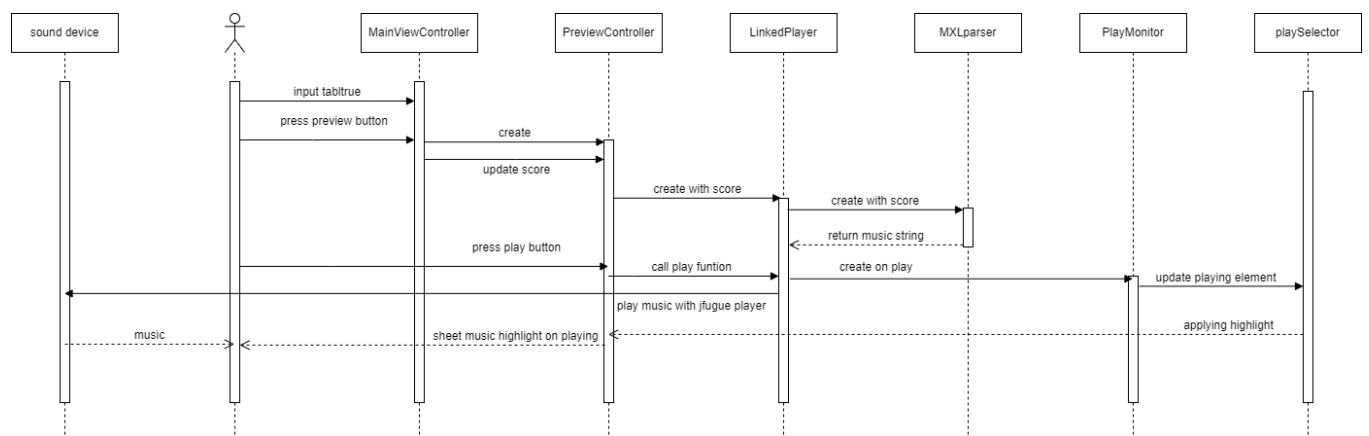 sound device
MainViewController
PreviewController
LinkedPlayer
MXLparser
PlayMonitor
playSelector
input tabltrue
press preview button
create
update score
create with score
create with score
return music string
press play button
call play funtion
create on play
update playing element
play music with jfugue player
applying highlight
music
sheet music highlight on playing